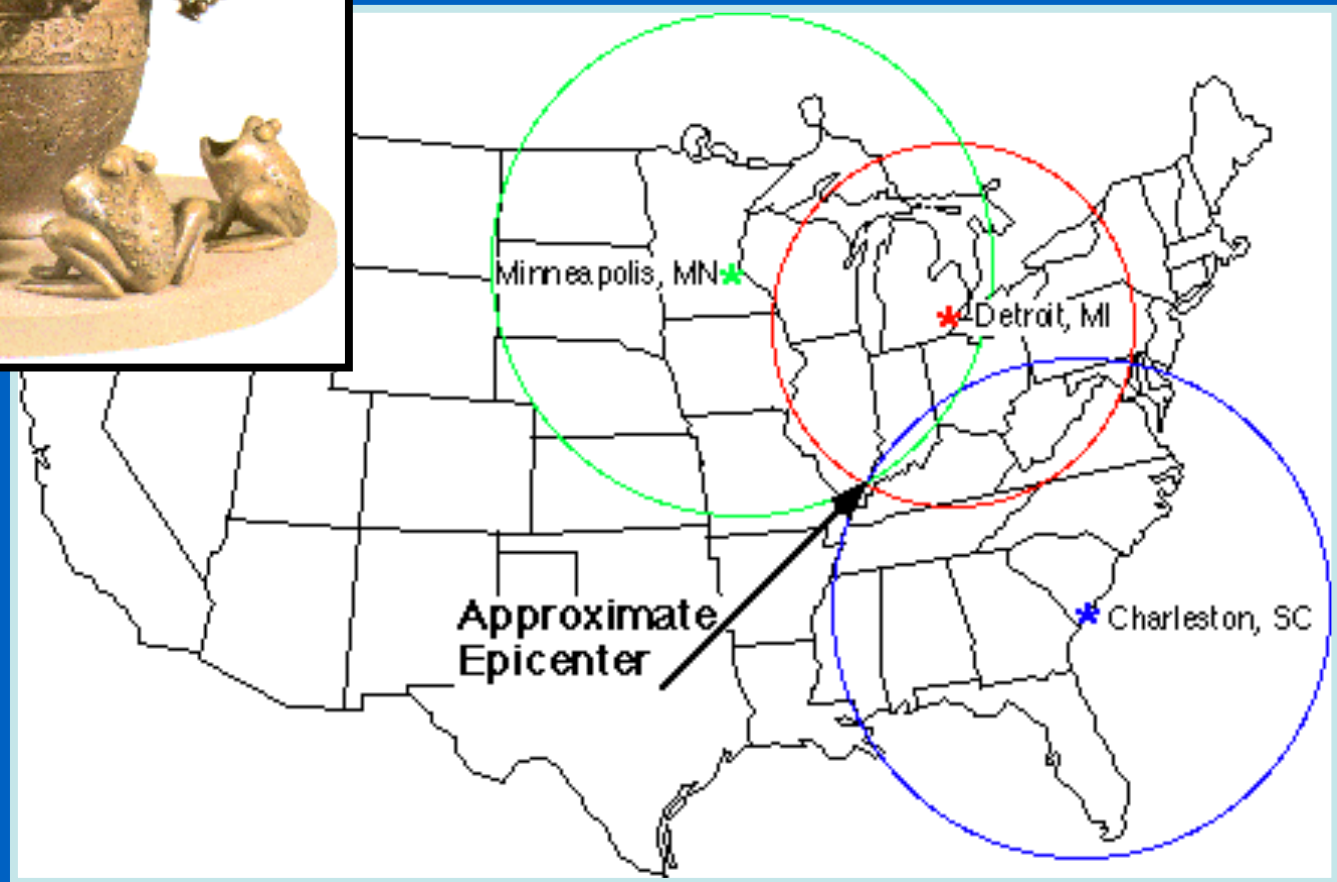 Minneapolis, MN
Detroit, MI
Approximate
Epicenter
Charleston, SC